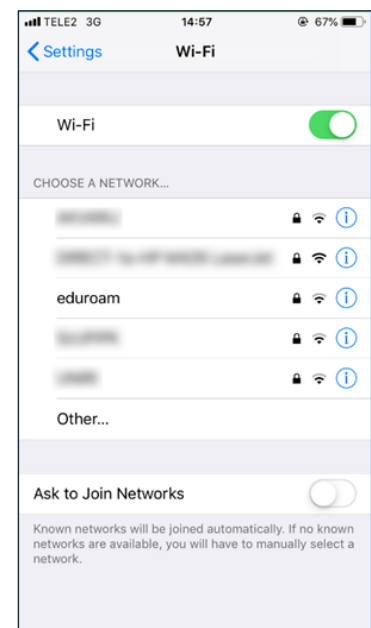 TELE2 3G 14:57 67%
Settings Wi-Fi
Wi-Fi
CHOOSE A NETWORK...
eduroam
Other...
Ask to Join Networks
Known networks will be joined automatically. If no known
networks are available, you will have to manually select a
network.